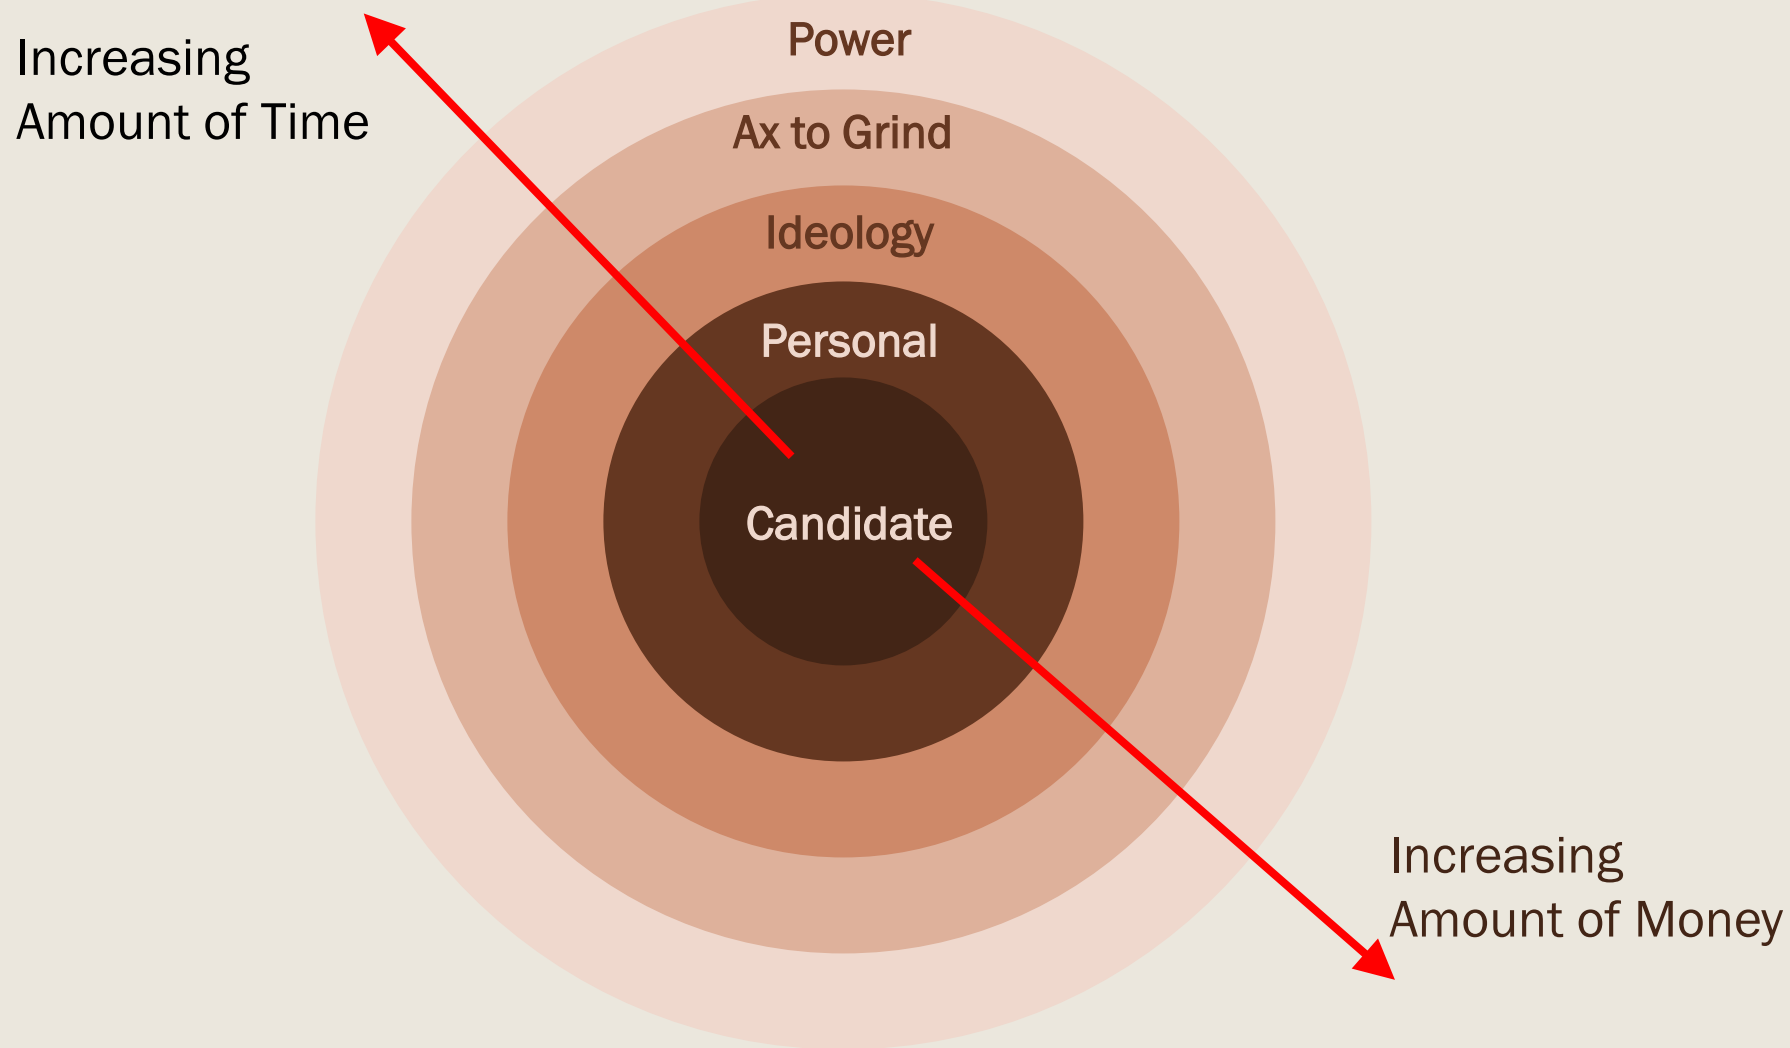 Increasing
Amount of Time
Power
Ax to Grind
Ideology
Personal
Candidate
Increasing
Amount of Money